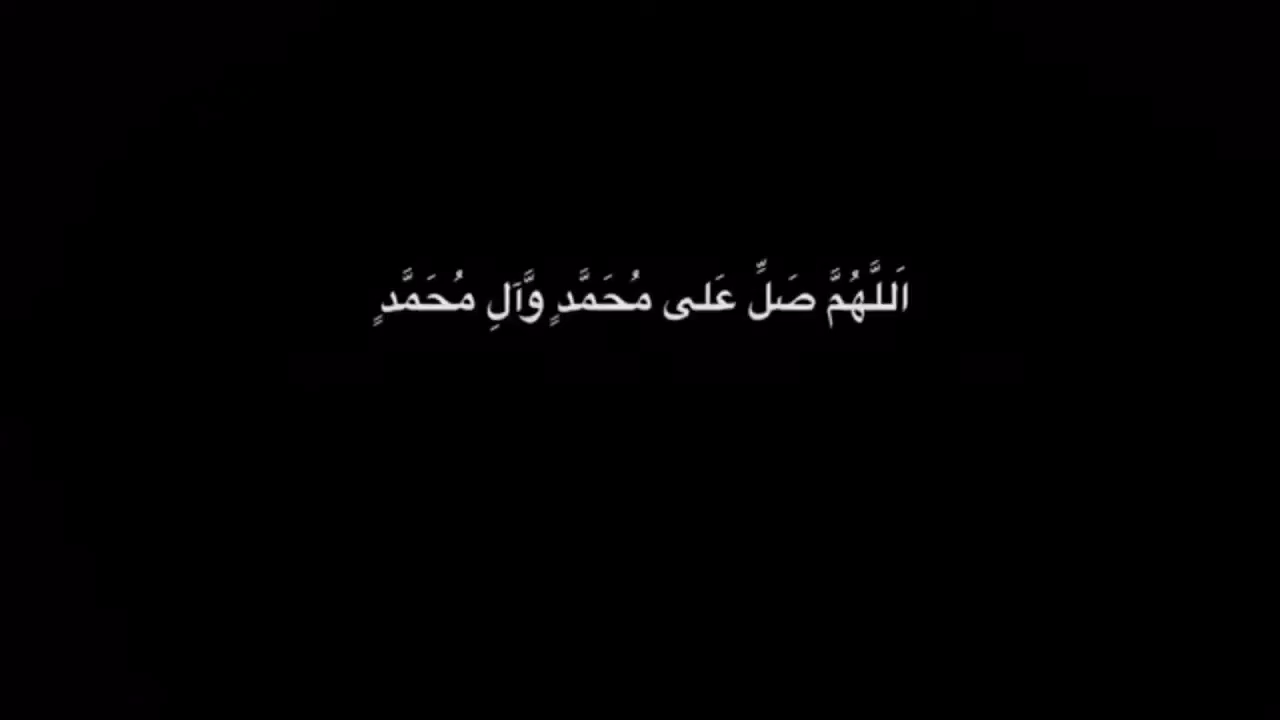 اَللَّهُمَّ صَلِّ عَلى مُحَمَّدٍ وَّآلِ مُحَمَّدٍ